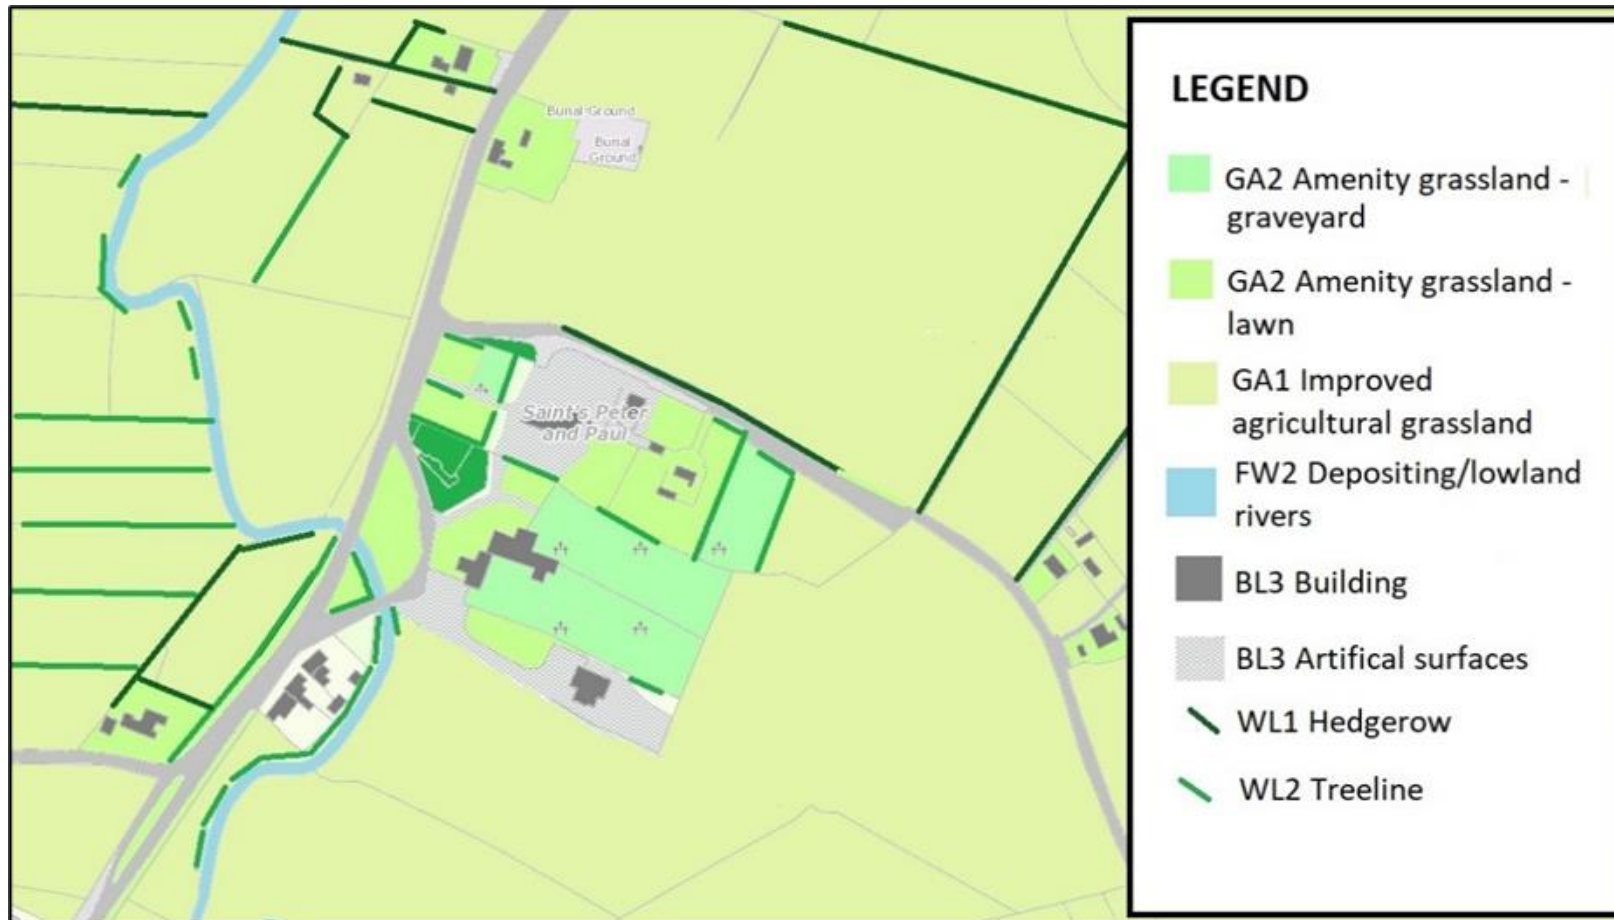 Burial Ground
Burial
Ground
Saint's Peter
and Paul
LEGEND
GA2 Amenity grassland -
graveyard
GA2 Amenity grassland -
lawn
GA1 Improved
agricultural grassland
FW2 Depositing/lowland
rivers
BL3 Building
BL3 Artifical surfaces
WL1 Hedgerow
WL2 Treeline